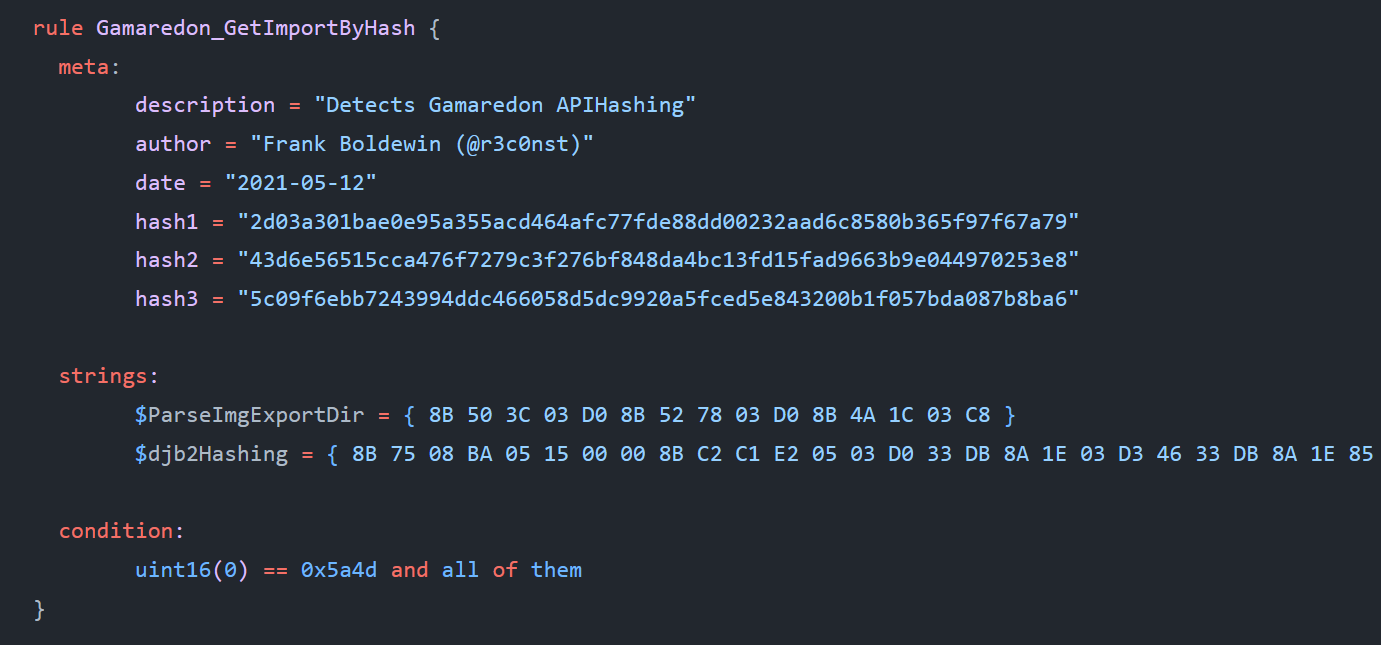 rule Gamaredon_GetImportByHash {
meta:
description = "Detects Gamaredon APIHashing"
author = "Frank Boldewin (@r3c0nst)"
date = "2021-05-12"
hash1 = "2d03a301bae0e95a355acd464afc77fde88dd00232aad6c8580b365f97f67a79"
hash2 = "43d6e56515cca476f7279c3f276bf848da4bc13fd15fad9663b9e044970253e8"
hash3 = "5c09f6ebb7243994ddc466058d5dc9920a5fced5e843200b1f057bda087b8ba6"
strings:
$ParseImgExportDir = { 8B 50 3C 03 D0 8B 52 78 03 D0 8B 4A 1C 03 C8 }
$djb2Hashing = { 8B 75 08 BA 05 15 00 00 8B C2 C1 E2 05 03 D0 33 DB 8A 1E 03 D3 46 33 DB 8A 1E 85
condition:
uint16(0) == 0x5a4d and all of them
}